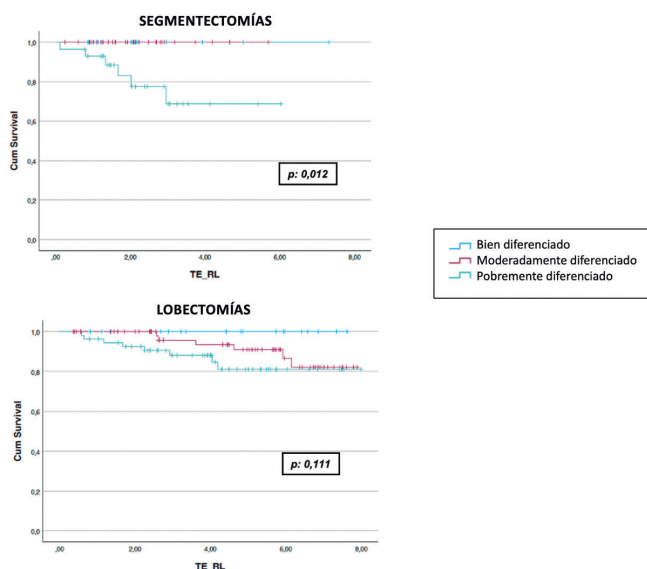 SEGMENTECTOMÍAS
1,0
0,8
0,6
0,4
0,2
0,0
Cum Survival
p: 0,012
,00 2,00 4,00 6,00 8,00
TE_RL
Bien diferenciado
Moderadamente diferenciado
Pobremente diferenciado
LOBECTOMÍAS
1,0
0,8
0,6
0,4
0,2
0,0
Cum Survival
p: 0,111
,00 2,00 4,00 6,00 8,00
TE_RL